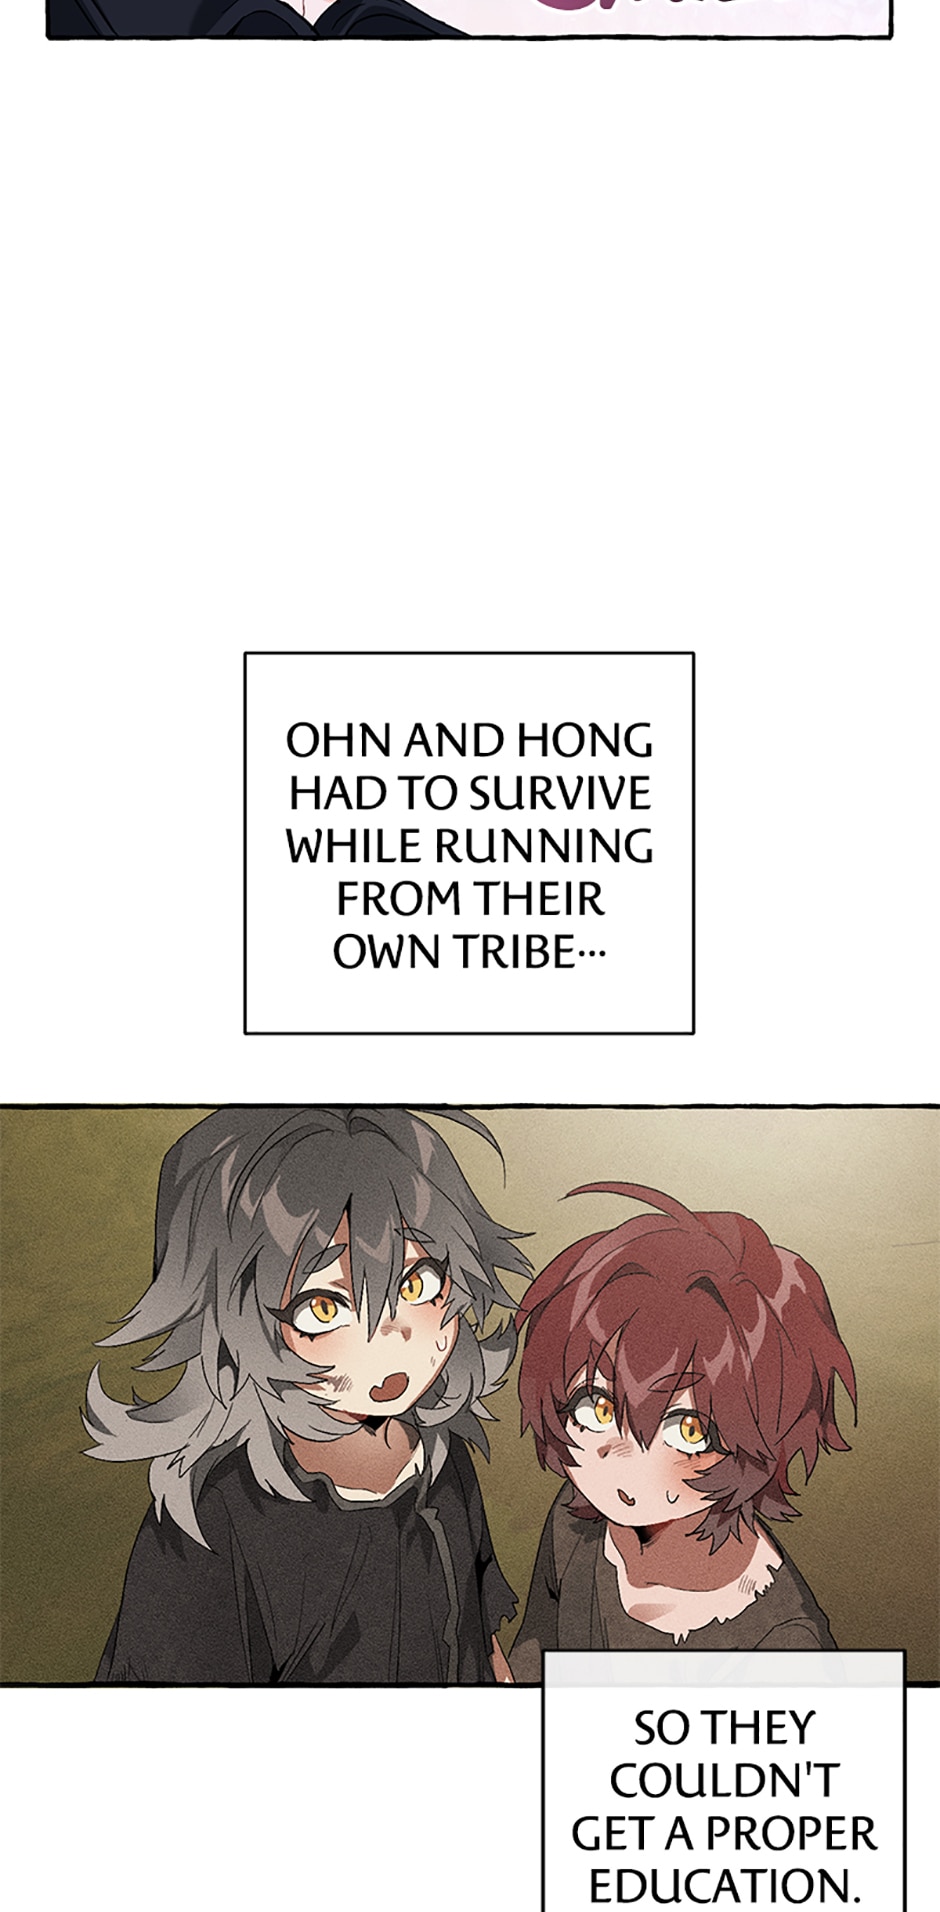 OHN AND HONG
HAD TO SURVIVE
WHILE RUNNING
FROM THEIR
OWN TRIBE...
SO THEY
COULDN'T
GET A PROPER
EDUCATION.